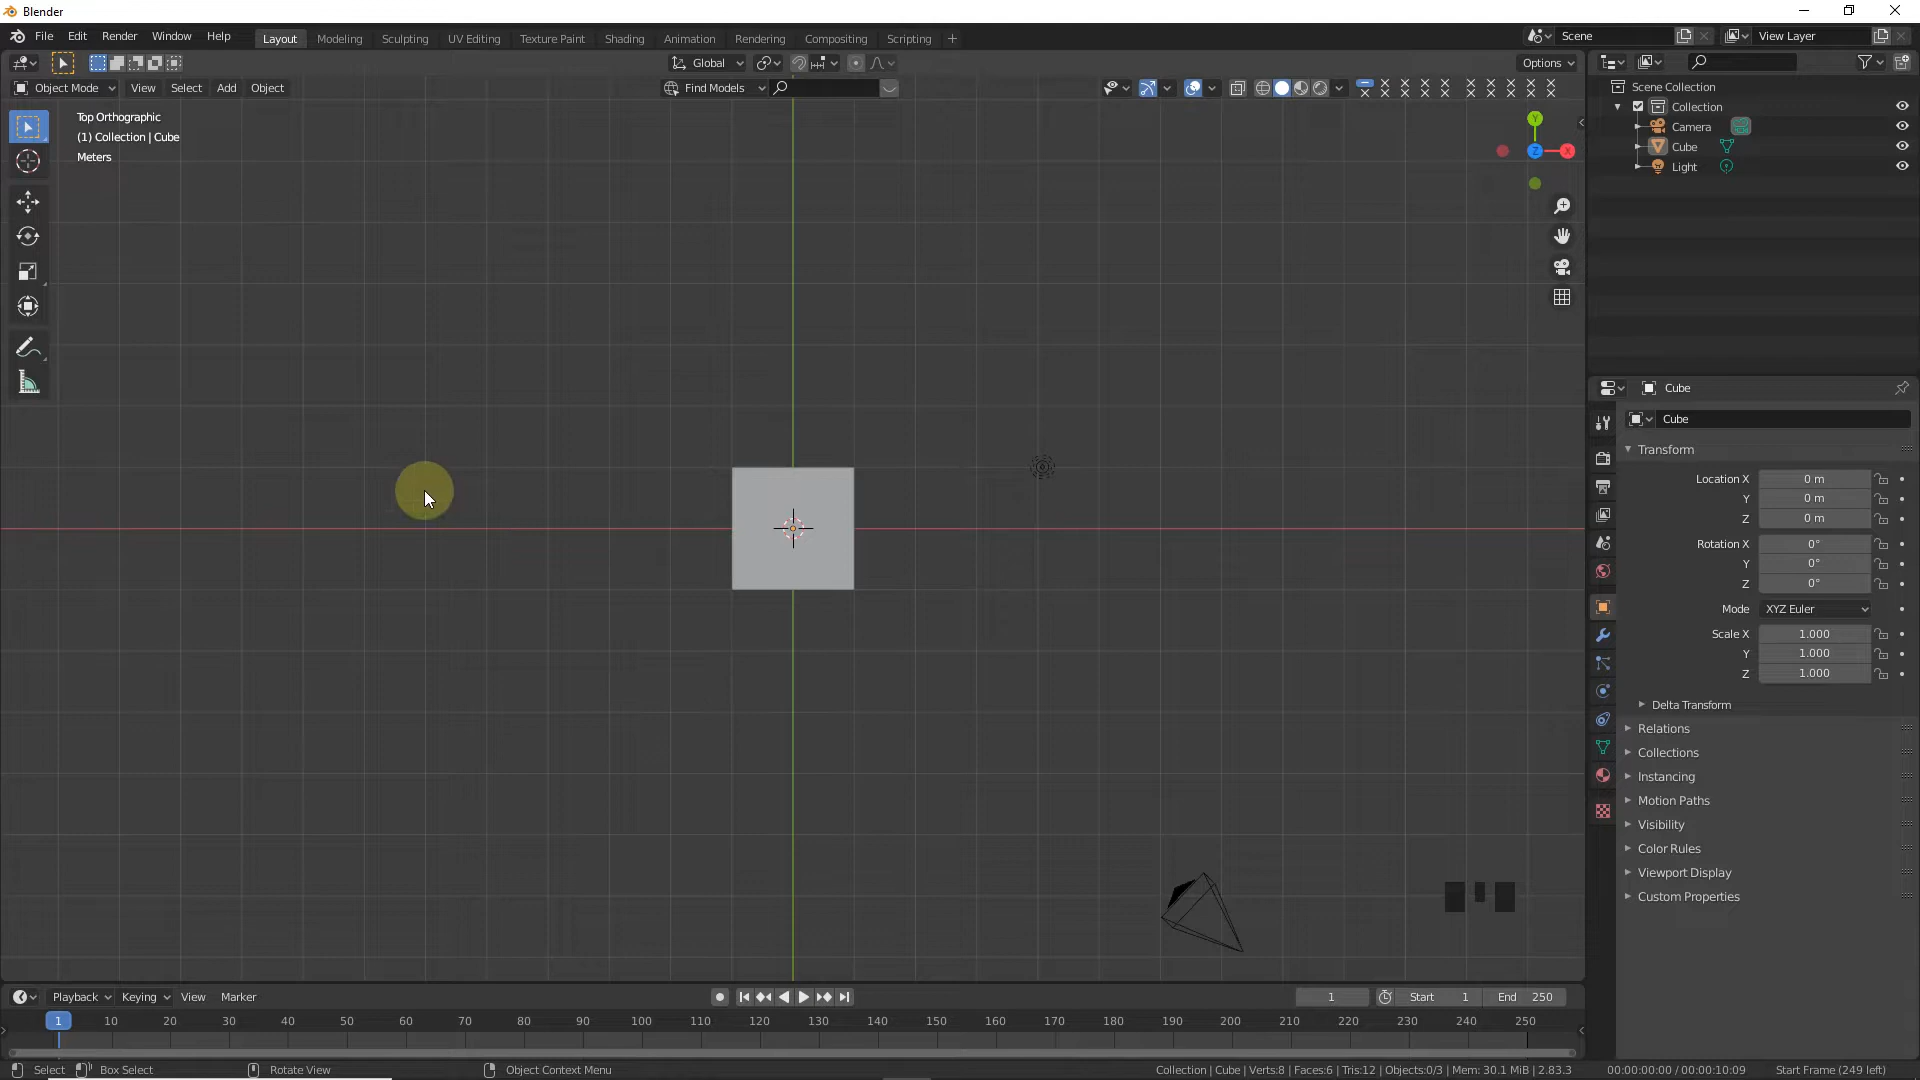 Blender
File Edit Render Window Help
Layout Modeling Sculpting UV Editing Texture Paint Shading Animation Rendering Compositing Scripting +
Scene
View Layer
Global
Options
Object Mode View Select Add Object
Find Models
Top Orthographic
(1) Collection | Cube
Meters
Y
Z
X
Scene Collection
Collection
Camera
Cube
Light
Cube
Cube
Transform
Location X 0 m
Y 0 m
Z 0 m
Rotation X 0°
Y 0°
Z 0°
Mode XYZ Euler
Scale X 1.000
Y 1.000
Z 1.000
Delta Transform
Relations
Collections
Instancing
Motion Paths
Visibility
Color Rules
Viewport Display
Custom Properties
Playback Keying View Marker
1 Start 1 End 250
1 10 20 30 40 50 60 70 80 90 100 110 120 130 140 150 160 170 180 190 200 210 220 230 240 250
Select Box Select Rotate View Object Context Menu
Collection | Cube | Verts:8 | Faces:6 | Tris:12 | Objects:0/3 | Mem: 30.1 MiB | 2.83.3
00:00:00:00 / 00:00:10:09
Start Frame (249 left)